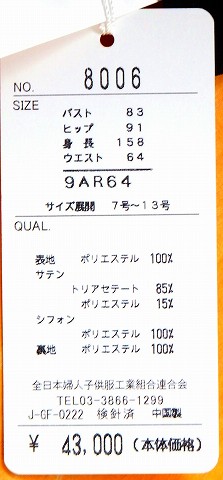 NO. 8006
SIZE
バスト 83
ヒップ 91
身長 158
ウエスト 64
9AR64
サイズ展開 7号〜13号
QUAL.
表地 ポリエステル 100%
サテン
トリアセテート 85%
ポリエステル 15%
シフォン
ポリエステル 100%
裏地 ポリエステル 100%
全日本婦人子供服工業組合連合会
TEL03-3866-1299
J-GF-0222 検針済 中国製
¥ 43,000 (本体価格)